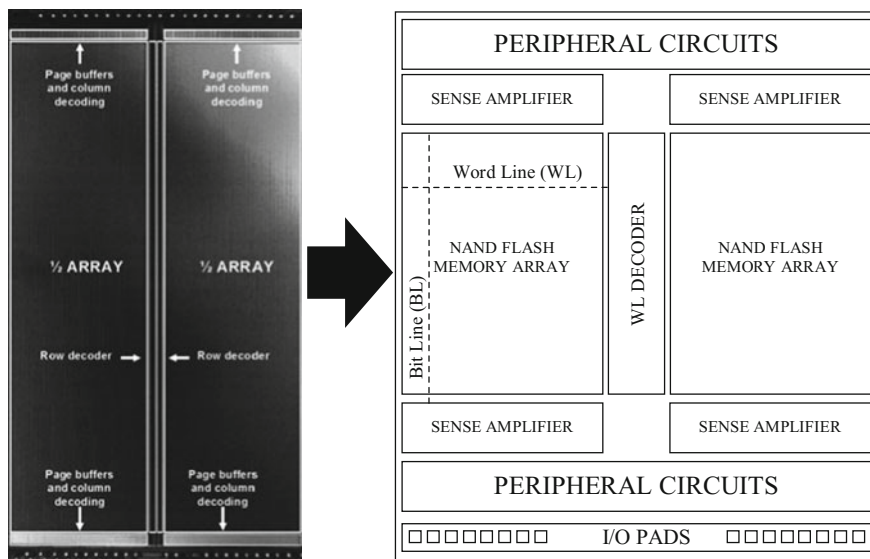 Page buffers
and column
decoding
Page buffers
and column
decoding
½ ARRAY
½ ARRAY
Row decoder
Row decoder
Page buffers
and column
decoding
Page buffers
and column
decoding
PERIPHERAL CIRCUITS
SENSE AMPLIFIER
SENSE AMPLIFIER
Word Line (WL)
Bit Line (BL)
NAND FLASH
MEMORY ARRAY
WL DECODER
NAND FLASH
MEMORY ARRAY
SENSE AMPLIFIER
SENSE AMPLIFIER
PERIPHERAL CIRCUITS
I/O PADS